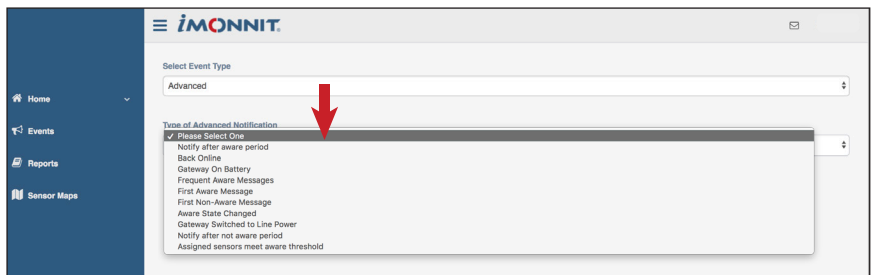 iMONNIT
Select Event Type
Advanced
Home
Type of Advanced Notification
✓ Please Select One
Events
Notify after aware period
Back Online
Reports
Gateway On Battery
Frequent Aware Messages
First Aware Message
Sensor Maps
First Non-Aware Message
Aware State Changed
Gateway Switched to Line Power
Notify after not aware period
Assigned sensors meet aware threshold